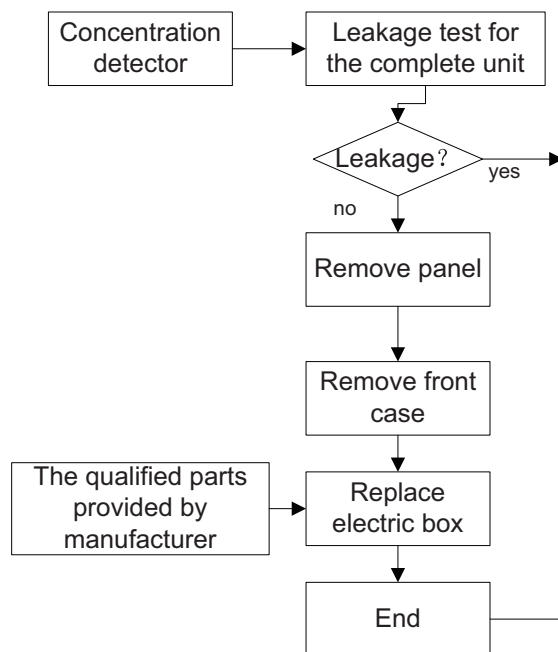 Concentration
detector
Leakage test for
the complete unit
Leakage？
yes
no
Remove panel
Remove front
case
The qualified parts
provided by
manufacturer
Replace
electric box
End